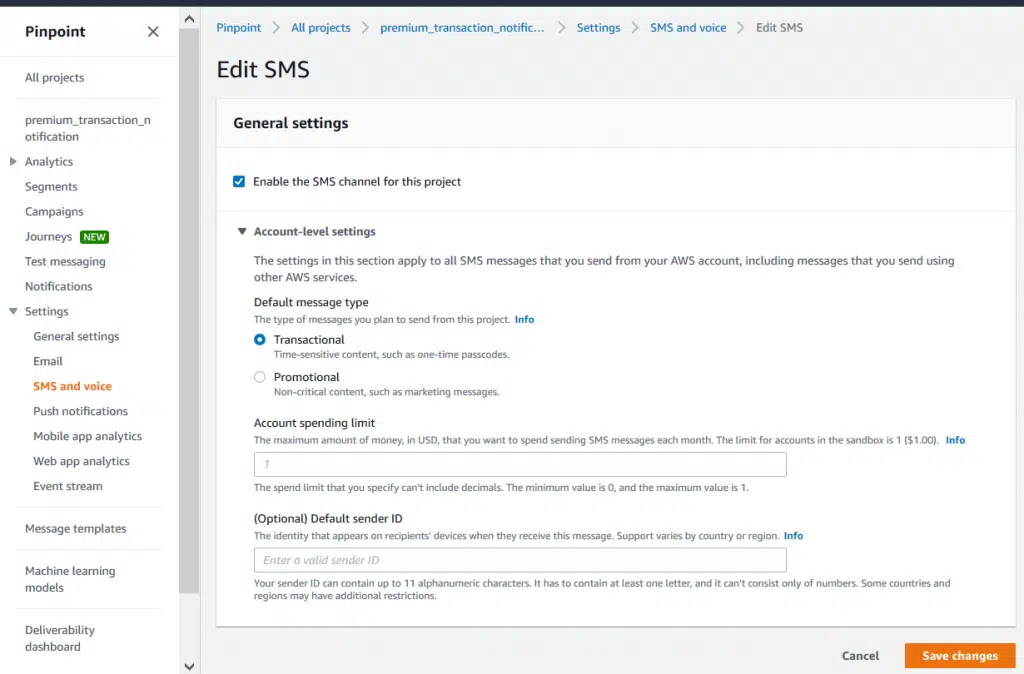 Pinpoint
All projects
premium_transaction_n
otification
Analytics
Segments
Campaigns
Journeys NEW
Test messaging
Notifications
Settings
General settings
Email
SMS and voice
Push notifications
Mobile app analytics
Web app analytics
Event stream
Message templates
Machine learning
models
Deliverability
dashboard
Pinpoint All projects premium_transaction_notific... Settings SMS and voice Edit SMS
Edit SMS
General settings
Enable the SMS channel for this project
Account-level settings
The settings in this section apply to all SMS messages that you send from your AWS account, including messages that you send using
other AWS services.
Default message type
The type of messages you plan to send from this project. Info
Transactional
Time-sensitive content, such as one-time passcodes.
Promotional
Non-critical content, such as marketing messages.
Account spending limit
The maximum amount of money, in USD, that you want to spend sending SMS messages each month. The limit for accounts in the sandbox is 1 ($1.00). Info
1
The spend limit that you specify can't include decimals. The minimum value is 0, and the maximum value is 1.
(Optional) Default sender ID
The identity that appears on recipients' devices when they receive this message. Support varies by country or region. Info
Enter a valid sender ID
Your sender ID can contain up to 11 alphanumeric characters. It has to contain at least one letter, and it can't consist only of numbers. Some countries and
regions may have additional restrictions.
Cancel Save changes